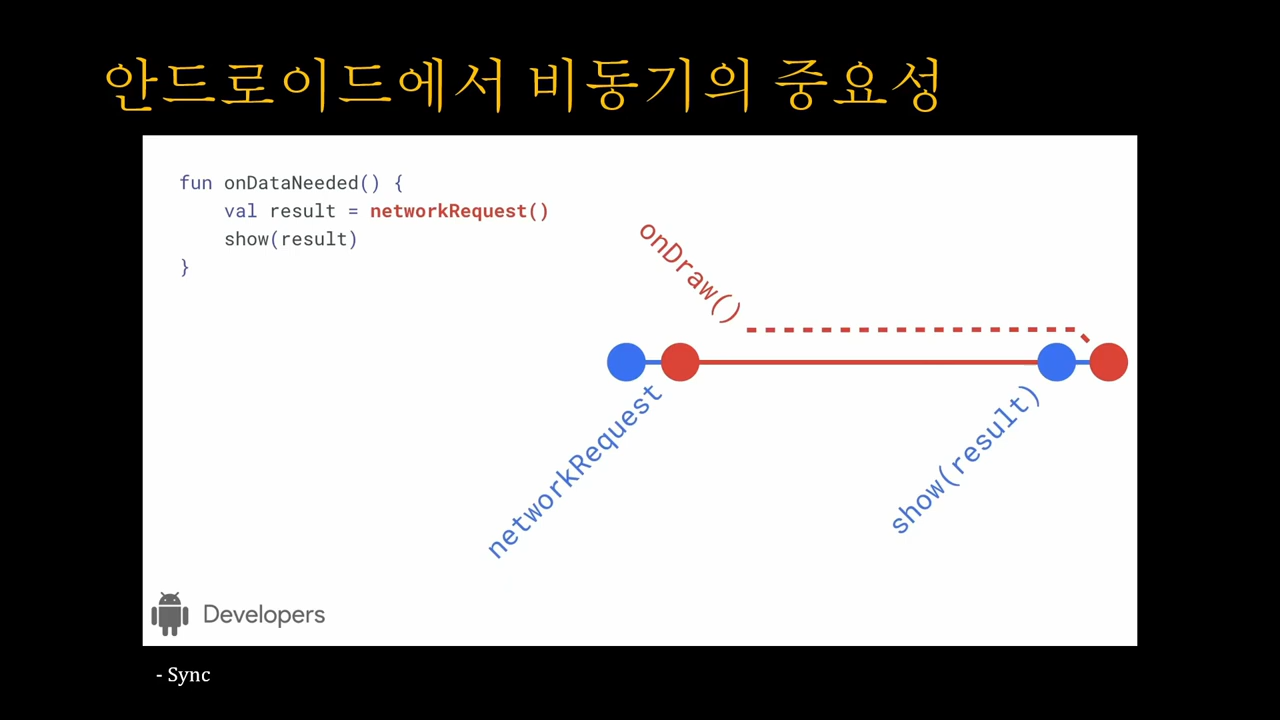 안드로이드에서 비동기의 중요성
fun onDataNeeded() {
val result = networkRequest()
show(result)
}
onDraw()
networkRequest
show(result)
Developers
- Sync